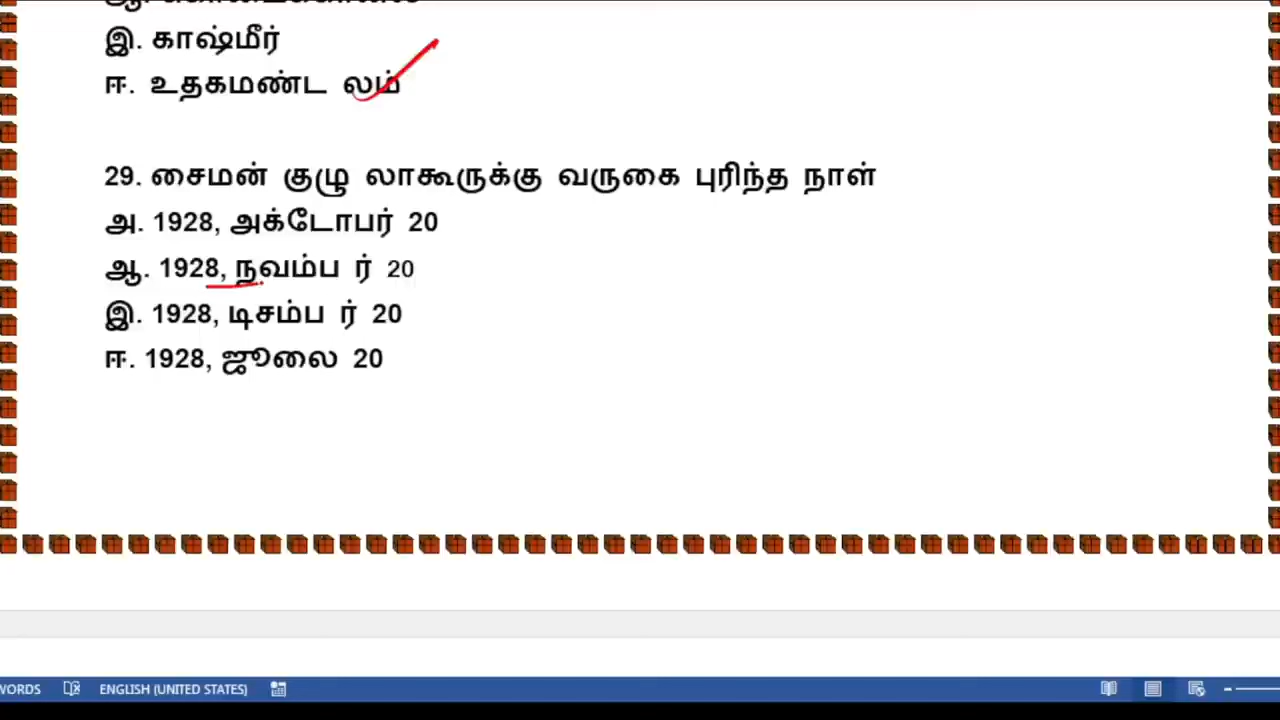 இ. காஷ்மீர்
ஈ. உதகமண்ட லம்
29. சைமன் குழு லாகூருக்கு வருகை புரிந்த நாள்
அ. 1928, அக்டோபர் 20
ஆ. 1928, நவம்ப ர் 20
இ. 1928, டிசம்ப ர் 20
ஈ. 1928, ஜூலை 20
WORDS ENGLISH (UNITED STATES)